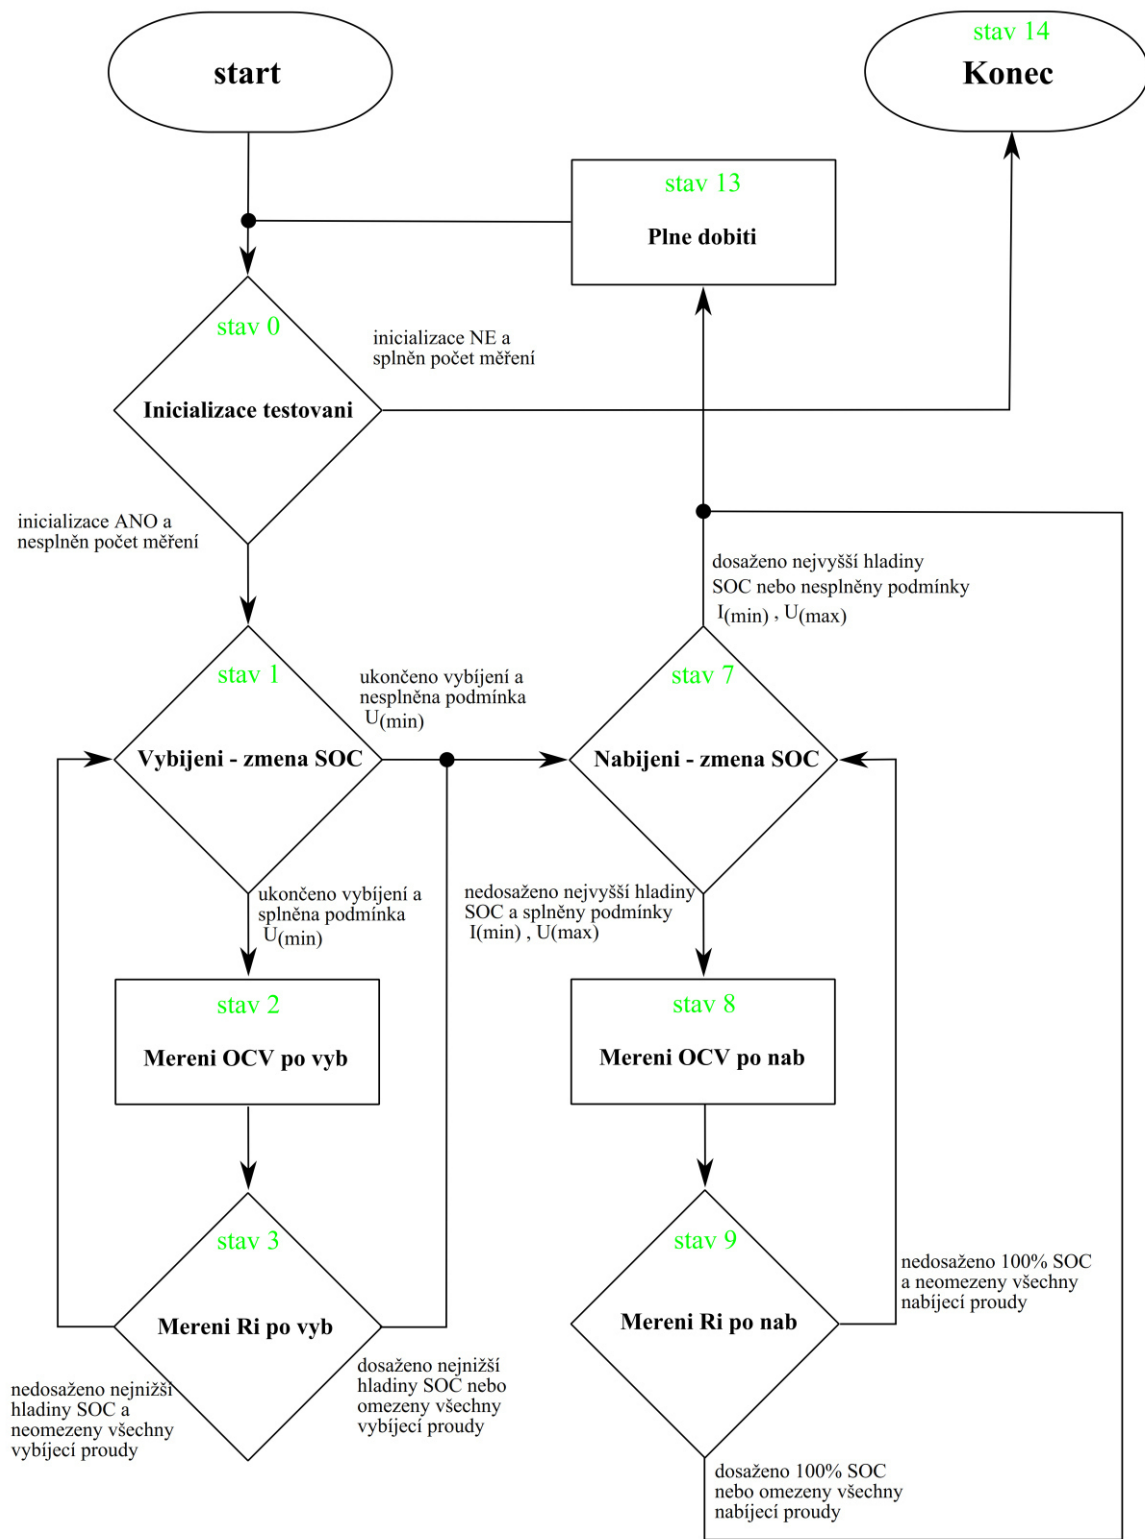 start
stav 14
Konec
stav 13
Plne dobiti
stav 0
Inicializace testovani
inicializace NE a
splněn počet měření
inicializace ANO a
nesplněn počet měření
dosaženo nejvyšší hladiny
SOC nebo nesplněny podmínky
I(min) , U(max)
stav 1
Vybijeni - zmena SOC
ukončeno vybíjení a
nesplněna podmínka
U(min)
stav 7
Nabijeni - zmena SOC
ukončeno vybíjení a
splněna podmínka
U(min)
nedosaženo nejvyšší hladiny
SOC a splněny podmínky
I(min) , U(max)
stav 2
Mereni OCV po vyb
stav 8
Mereni OCV po nab
stav 3
Mereni Ri po vyb
stav 9
Mereni Ri po nab
nedosaženo 100% SOC
a neomezeny všechny
nabíjecí proudy
nedosaženo nejnižší
hladiny SOC a
neomezeny všechny
vybíjecí proudy
dosaženo nejnižší
hladiny SOC nebo
omezeny všechny
vybíjecí proudy
dosaženo 100% SOC
nebo omezeny všechny
nabíjecí proudy